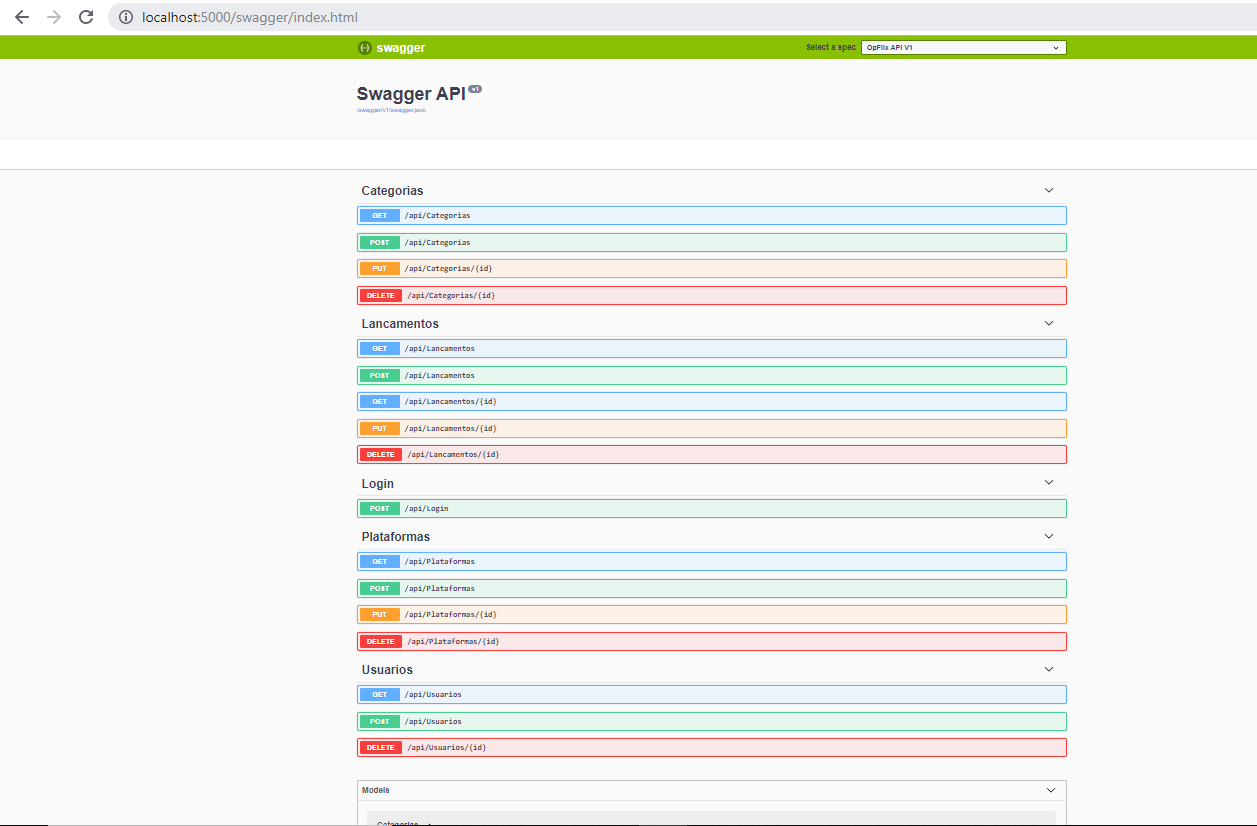 localhost:5000/swagger/index.html
swagger
Select a spec OpFlix API V1
Swagger API v1
/swagger/v1/swagger.json
Categorias
GET /api/Categorias
POST /api/Categorias
PUT /api/Categorias/{id}
DELETE /api/Categorias/{id}
Lancamentos
GET /api/Lancamentos
POST /api/Lancamentos
GET /api/Lancamentos/{id}
PUT /api/Lancamentos/{id}
DELETE /api/Lancamentos/{id}
Login
POST /api/Login
Plataformas
GET /api/Plataformas
POST /api/Plataformas
PUT /api/Plataformas/{id}
DELETE /api/Plataformas/{id}
Usuarios
GET /api/Usuarios
POST /api/Usuarios
DELETE /api/Usuarios/{id}
Models
Categorias